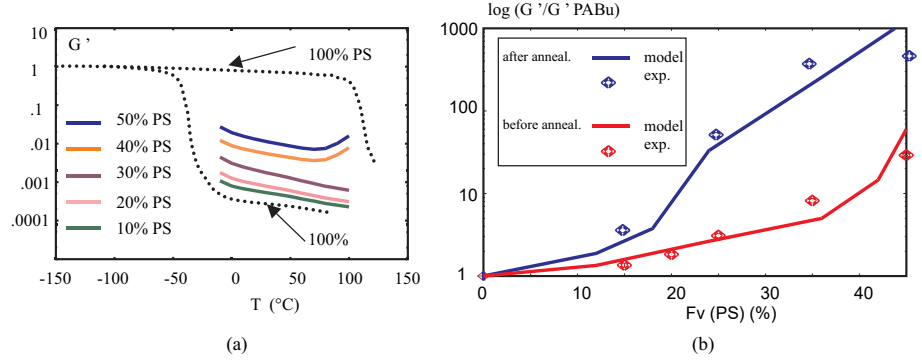 G '
100% PS
1
.1
.01
.001
.0001
50% PS
40% PS
30% PS
20% PS
10% PS
100%
-150
-100
-50
0
50
100
150
T (°C)
(a)
log (G '/G ' PABu)
1000
100
10
1
after anneal.
model
exp.
before anneal.
model
exp.
0
10
20
30
40
Fv (PS) (%)
(b)